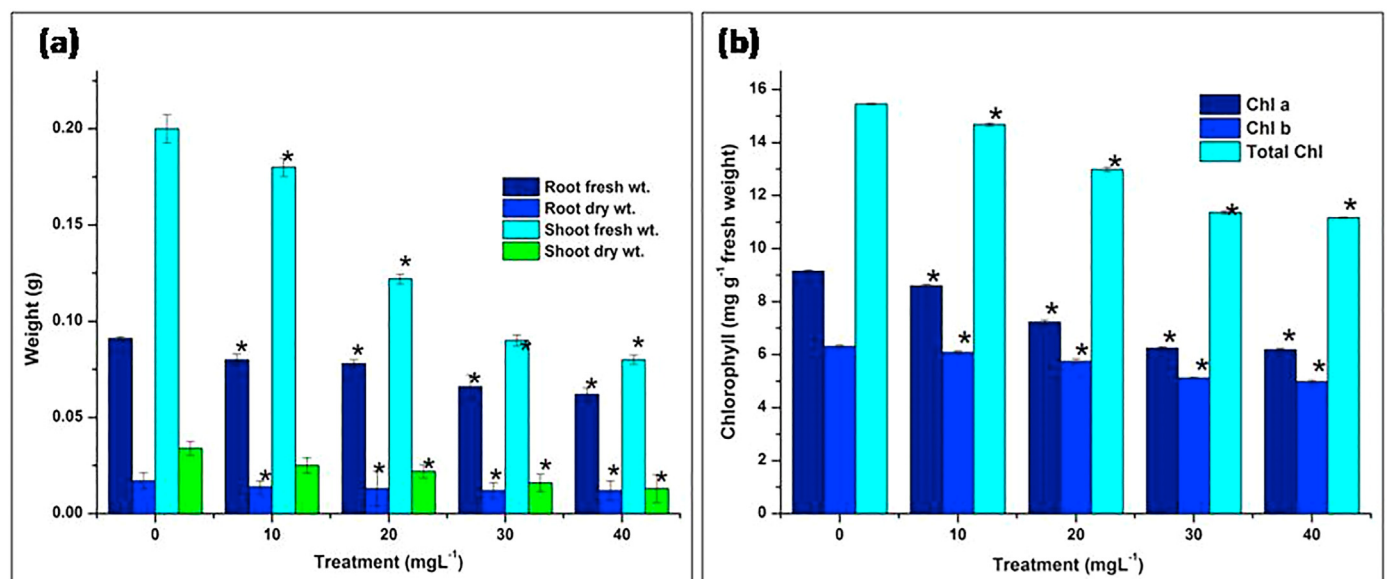 (a)
Weight (g)
0.20
0.15
0.10
0.05
0.00
Root fresh wt.
Root dry wt.
Shoot fresh wt.
Shoot dry wt.
* * * * * * * * * * * * * * *
0 10 20 30 40
Treatment (mgL⁻¹)
(b)
Chlorophyll (mg g⁻¹ fresh weight)
16
14
12
10
8
6
4
2
0
Chl a
Chl b
Total Chl
* * * * * * * * * * * *
0 10 20 30 40
Treatment (mgL⁻¹)